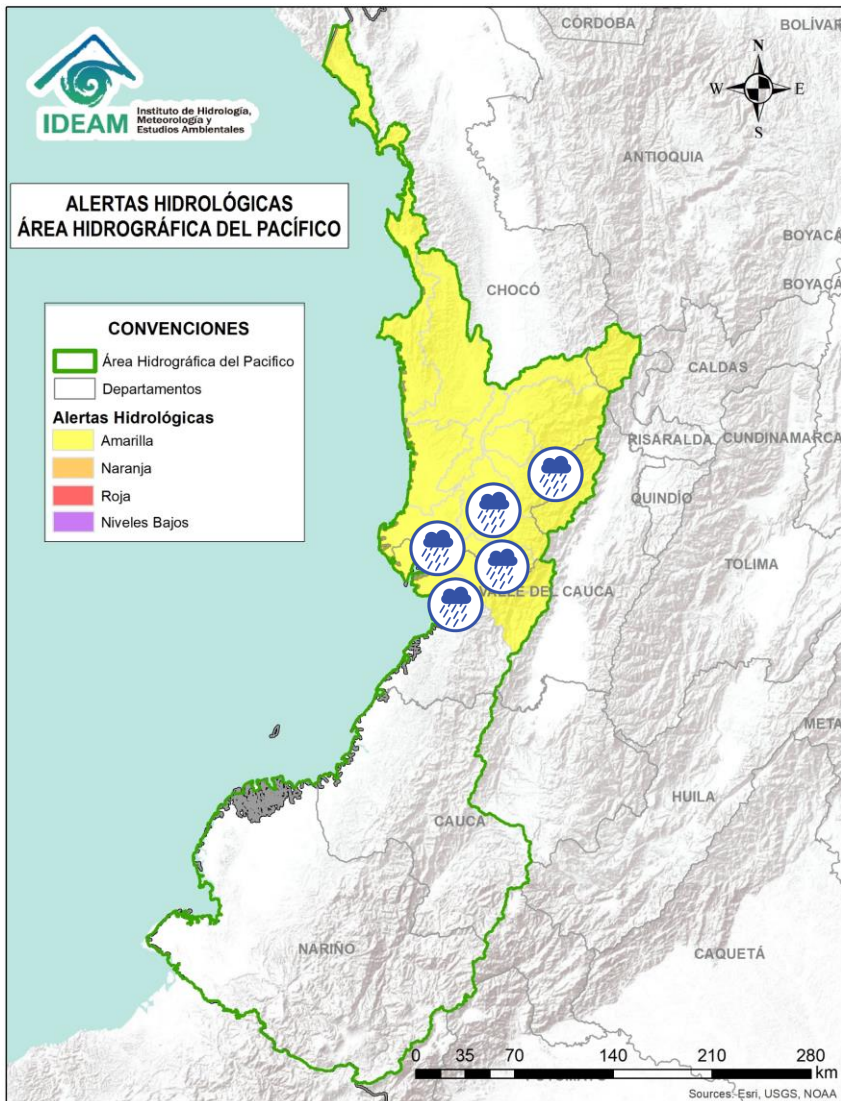 CÓRDOBA
BOLÍVAR
IDEAM
Instituto de Hidrología,
Meteorología y
Estudios Ambientales
N
W E
S
ANTIOQUIA
ALERTAS HIDROLÓGICAS
ÁREA HIDROGRÁFICA DEL PACÍFICO
BOYACÁ
BOYACÁ
CHOCÓ
CONVENCIONES
Área Hidrográfica del Pacifico
Departamentos
Alertas Hidrológicas
Amarilla
Naranja
Roja
Niveles Bajos
CALDAS
RISARALDA
CUNDINAMARCA
QUINDÍO
TOLIMA
VALLE DEL CAUCA
META
HUILA
CAUCA
NARIÑO
CAQUETÁ
0 35 70 140 210 280
km
Sources: Esri, USGS, NOAA